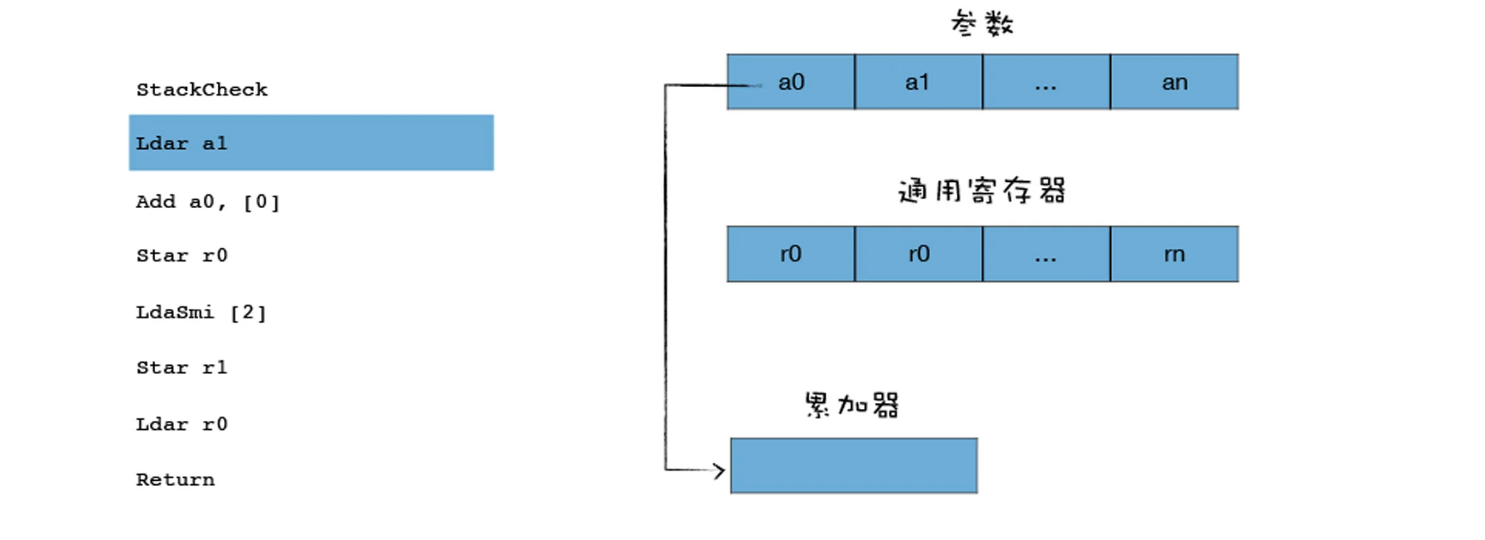 StackCheck
Ldar a1
Add a0, [0]
Star r0
LdaSmi [2]
Star r1
Ldar r0
Return
参数
a0 a1 ... an
通用寄存器
r0 r0 ... rn
累加器